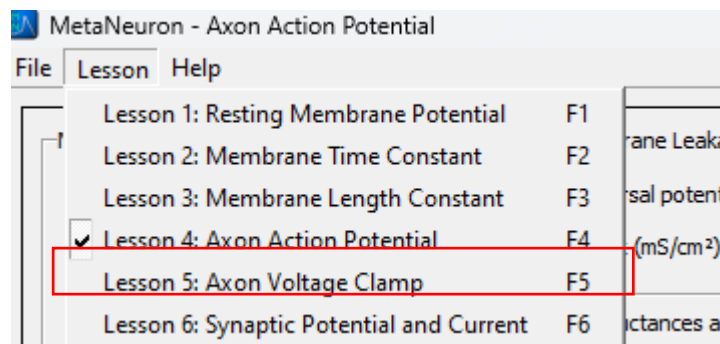 MetaNeuron - Axon Action Potential
File Lesson Help
Lesson 1: Resting Membrane Potential F1
Lesson 2: Membrane Time Constant F2
rane Leak
Lesson 3: Membrane Length Constant F3
rsal potent
Lesson 4: Axon Action Potential F4
(mS/cm²)
Lesson 5: Axon Voltage Clamp F5
Lesson 6: Synaptic Potential and Current F6
ictances a